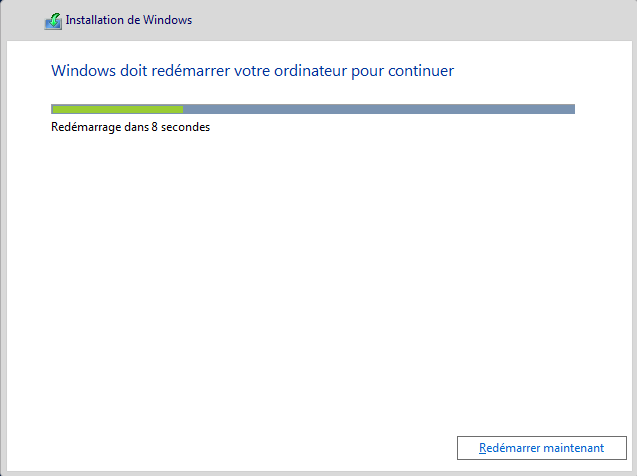 Installation de Windows
Windows doit redémarrer votre ordinateur pour continuer
Redémarrage dans 8 secondes
Redémarrer maintenant